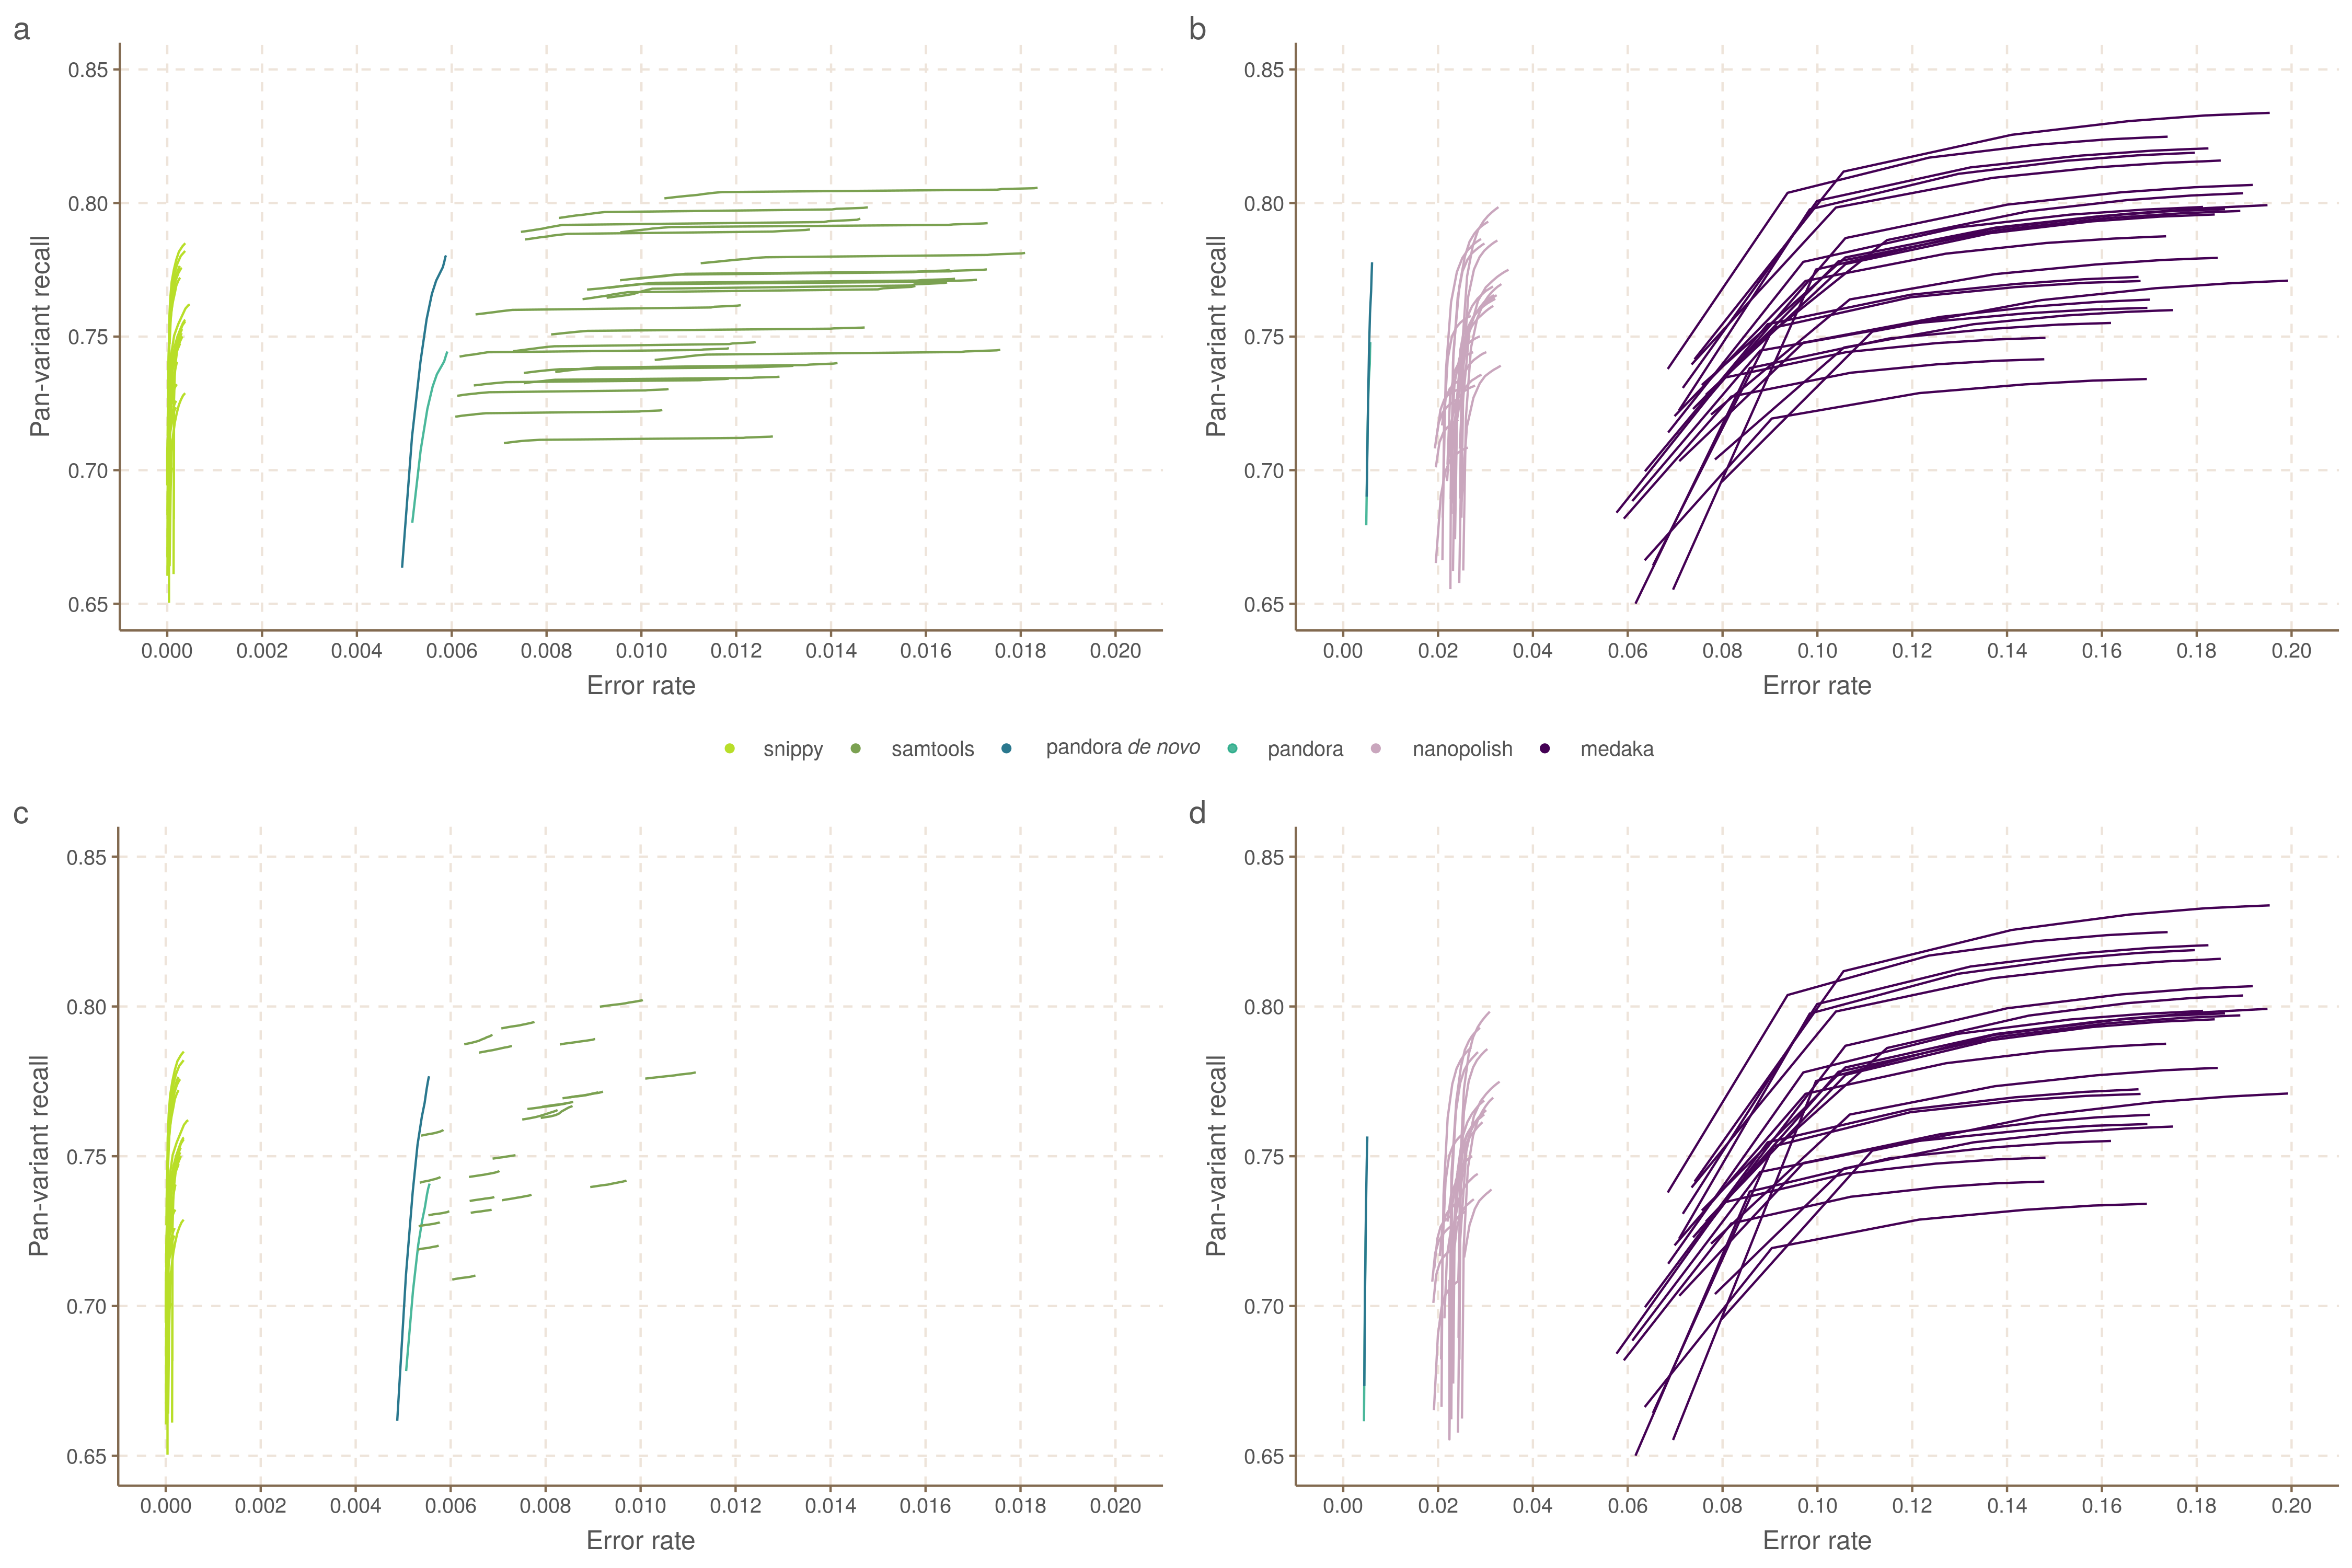 a
0.85
0.80
0.75
0.70
0.65
Pan-variant recall
0.000 0.002 0.004 0.006 0.008 0.010 0.012 0.014 0.016 0.018 0.020
Error rate
b
0.85
0.80
0.75
0.70
0.65
Pan-variant recall
0.00 0.02 0.04 0.06 0.08 0.10 0.12 0.14 0.16 0.18 0.20
Error rate
snippy samtools pandora de novo pandora nanopolish medaka
c
0.85
0.80
0.75
0.70
0.65
Pan-variant recall
0.000 0.002 0.004 0.006 0.008 0.010 0.012 0.014 0.016 0.018 0.020
Error rate
d
0.85
0.80
0.75
0.70
0.65
Pan-variant recall
0.00 0.02 0.04 0.06 0.08 0.10 0.12 0.14 0.16 0.18 0.20
Error rate